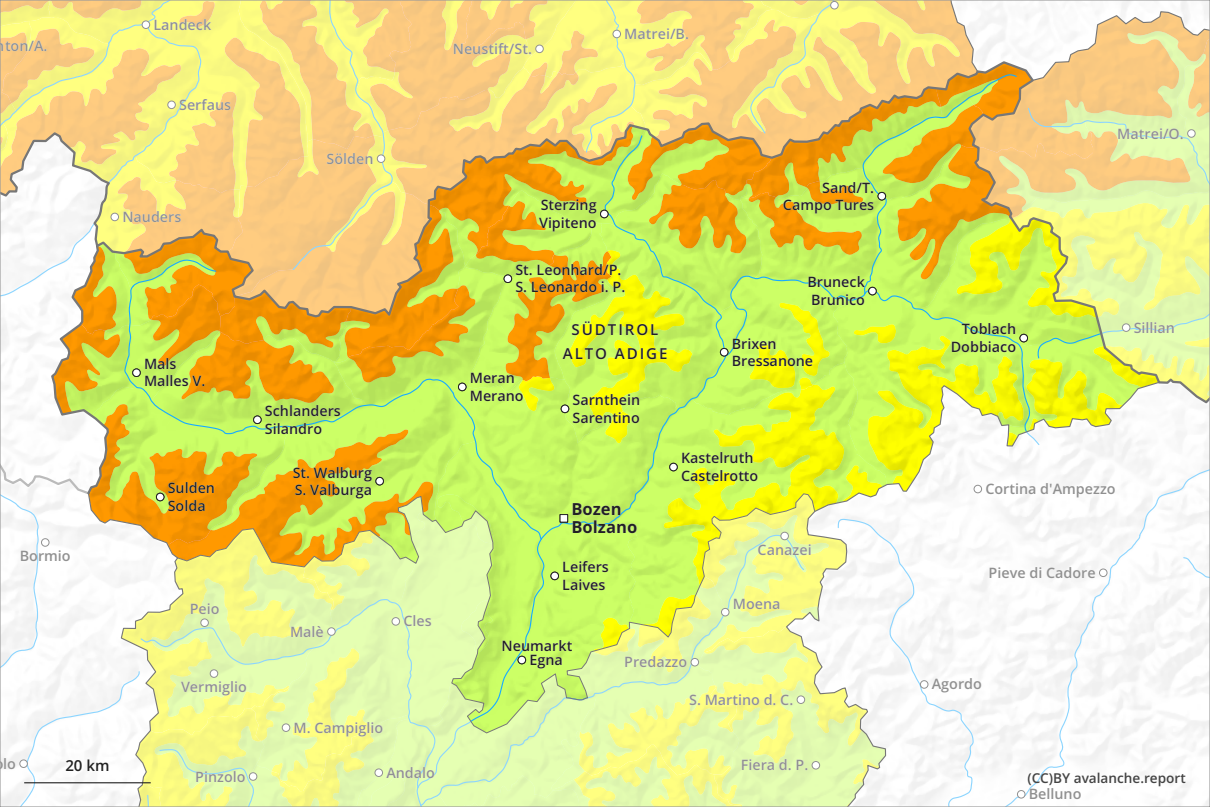 Landeck
nton/A.
Neustift/St.
Matrei/B.
Serfaus
Matrei/O.
Sölden
Nauders
Sand/T.
Campo Tures
Sterzing
Vipiteno
St. Leonhard/P.
S. Leonardo i. P.
Bruneck
Brunico
SÜDTIROL
ALTO ADIGE
Toblach
Dobbiaco
Sillian
Brixen
Bressanone
Mals
Malles V.
Meran
Merano
Sarnthein
Sarentino
Schlanders
Silandro
Kastelruth
Castelrotto
St. Walburg
S. Valburga
Sulden
Solda
Cortina d'Ampezzo
Bozen
Bolzano
Bormio
Canazei
Leifers
Laives
Pieve di Cadore
Peio
Moena
Malè
Cles
Neumarkt
Egna
Predazzo
Vermiglio
Agordo
S. Martino d. C.
M. Campiglio
olo
20 km
Pinzolo
Andalo
Fiera d. P.
(CC)BY avalanche.report
Belluno